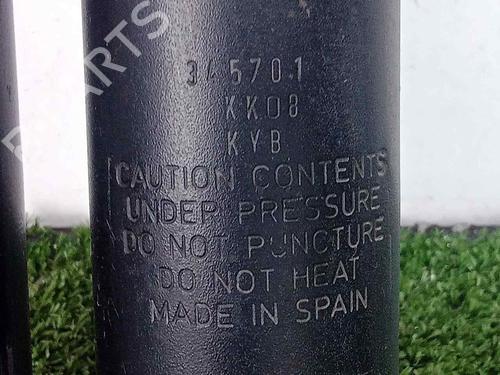 345701
KK08
KYB
CAUTION CONTENTS
UNDER PRESSURE
DO NOT PUNCTURE
DO NOT HEAT
MADE IN SPAIN